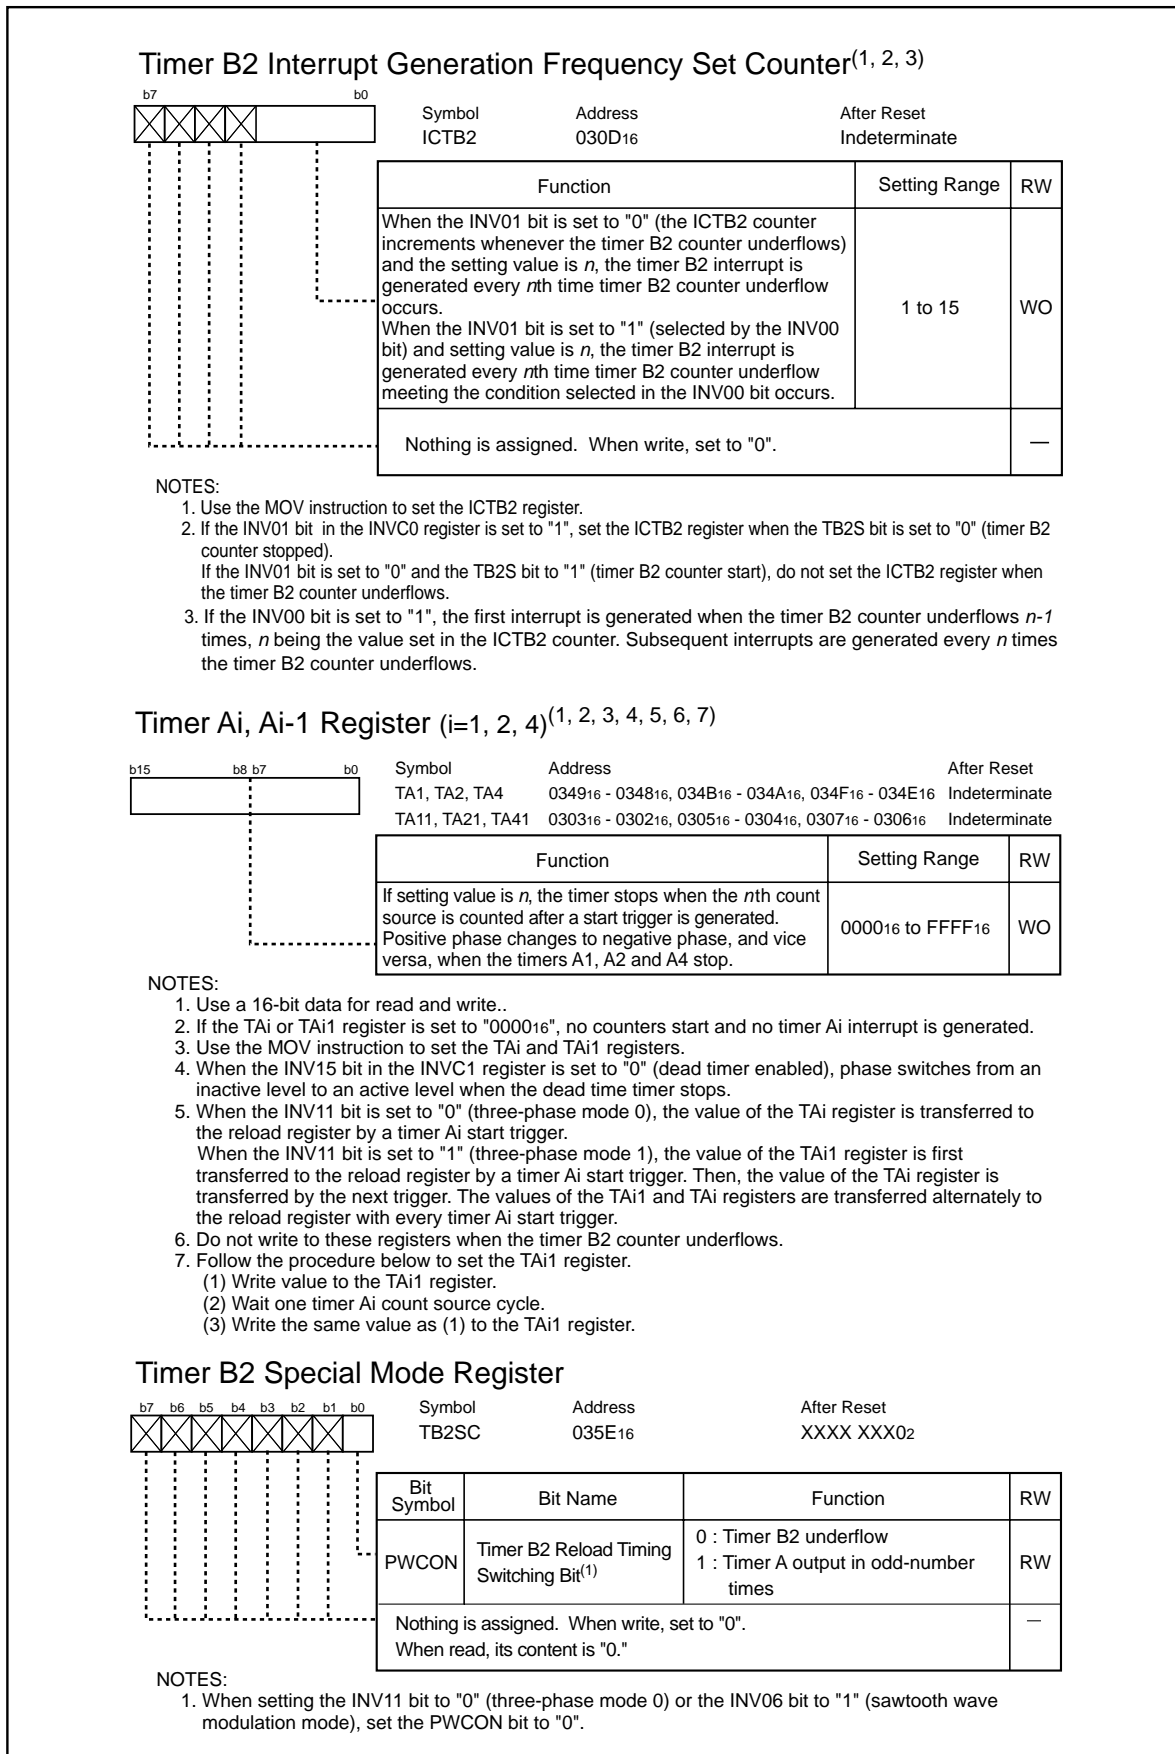 Timer B2 Interrupt Generation Frequency Set Counter(1, 2, 3)
b7 b0
Symbol Address After Reset
ICTB2 030D16 Indeterminate
Function Setting Range RW
When the INV01 bit is set to "0" (the ICTB2 counter
increments whenever the timer B2 counter underflows)
and the setting value is n, the timer B2 interrupt is
generated every nth time timer B2 counter underflow
occurs.
When the INV01 bit is set to "1" (selected by the INV00
bit) and setting value is n, the timer B2 interrupt is
generated every nth time timer B2 counter underflow
meeting the condition selected in the INV00 bit occurs.
1 to 15 WO
Nothing is assigned. When write, set to "0". —
NOTES:
1. Use the MOV instruction to set the ICTB2 register.
2. If the INV01 bit in the INVC0 register is set to "1", set the ICTB2 register when the TB2S bit is set to "0" (timer B2
counter stopped).
If the INV01 bit is set to "0" and the TB2S bit to "1" (timer B2 counter start), do not set the ICTB2 register when
the timer B2 counter underflows.
3. If the INV00 bit is set to "1", the first interrupt is generated when the timer B2 counter underflows n-1
times, n being the value set in the ICTB2 counter. Subsequent interrupts are generated every n times
the timer B2 counter underflows.
Timer Ai, Ai-1 Register (i=1, 2, 4)(1, 2, 3, 4, 5, 6, 7)
b15 b8 b7 b0
Symbol Address After Reset
TA1, TA2, TA4 034916 - 034816, 034B16 - 034A16, 034F16 - 034E16 Indeterminate
TA11, TA21, TA41 030316 - 030216, 030516 - 030416, 030716 - 030616 Indeterminate
Function Setting Range RW
If setting value is n, the timer stops when the nth count
source is counted after a start trigger is generated.
Positive phase changes to negative phase, and vice
versa, when the timers A1, A2 and A4 stop.
000016 to FFFF16 WO
NOTES:
1. Use a 16-bit data for read and write..
2. If the TAi or TAi1 register is set to "000016", no counters start and no timer Ai interrupt is generated.
3. Use the MOV instruction to set the TAi and TAi1 registers.
4. When the INV15 bit in the INVC1 register is set to "0" (dead timer enabled), phase switches from an
inactive level to an active level when the dead time timer stops.
5. When the INV11 bit is set to "0" (three-phase mode 0), the value of the TAi register is transferred to
the reload register by a timer Ai start trigger.
When the INV11 bit is set to "1" (three-phase mode 1), the value of the TAi1 register is first
transferred to the reload register by a timer Ai start trigger. Then, the value of the TAi register is
transferred by the next trigger. The values of the TAi1 and TAi registers are transferred alternately to
the reload register with every timer Ai start trigger.
6. Do not write to these registers when the timer B2 counter underflows.
7. Follow the procedure below to set the TAi1 register.
(1) Write value to the TAi1 register.
(2) Wait one timer Ai count source cycle.
(3) Write the same value as (1) to the TAi1 register.
Timer B2 Special Mode Register
b7 b6 b5 b4 b3 b2 b1 b0
Symbol Address After Reset
TB2SC 035E16 XXXX XXX02
Bit Symbol Bit Name Function RW
PWCON
Timer B2 Reload Timing
Switching Bit(1)
0 : Timer B2 underflow
1 : Timer A output in odd-number
times
RW
Nothing is assigned. When write, set to "0". —
When read, its content is "0."
NOTES:
1. When setting the INV11 bit to "0" (three-phase mode 0) or the INV06 bit to "1" (sawtooth wave
modulation mode), set the PWCON bit to "0".